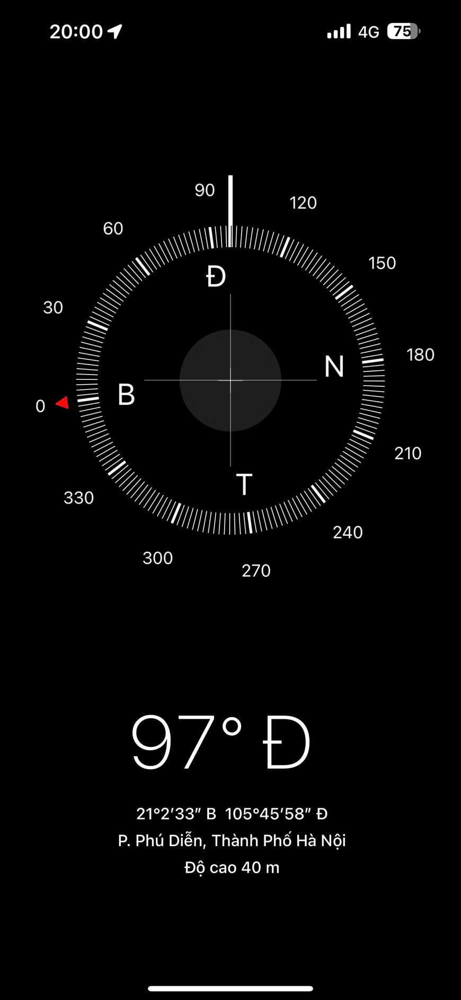 20:00 4G 75
90
120
60
150
Đ
30
180
N
B
0
T
210
330
240
300
270
97° Đ
21°2′33″ B 105°45′58″ Đ
P. Phú Diễn, Thành Phố Hà Nội
Độ cao 40 m